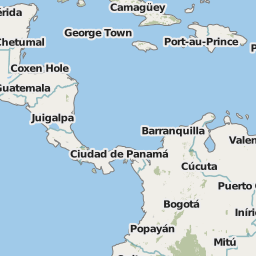 érida
Camagüey
George Town
Port-au-Prince
Chetumal
Coxen Hole
Guatemala
Juigalpa
Barranquilla
Valen
Ciudad de Panamá
Cúcuta
Puerto C
Bogotá
Iníri
Popayán
Mitú